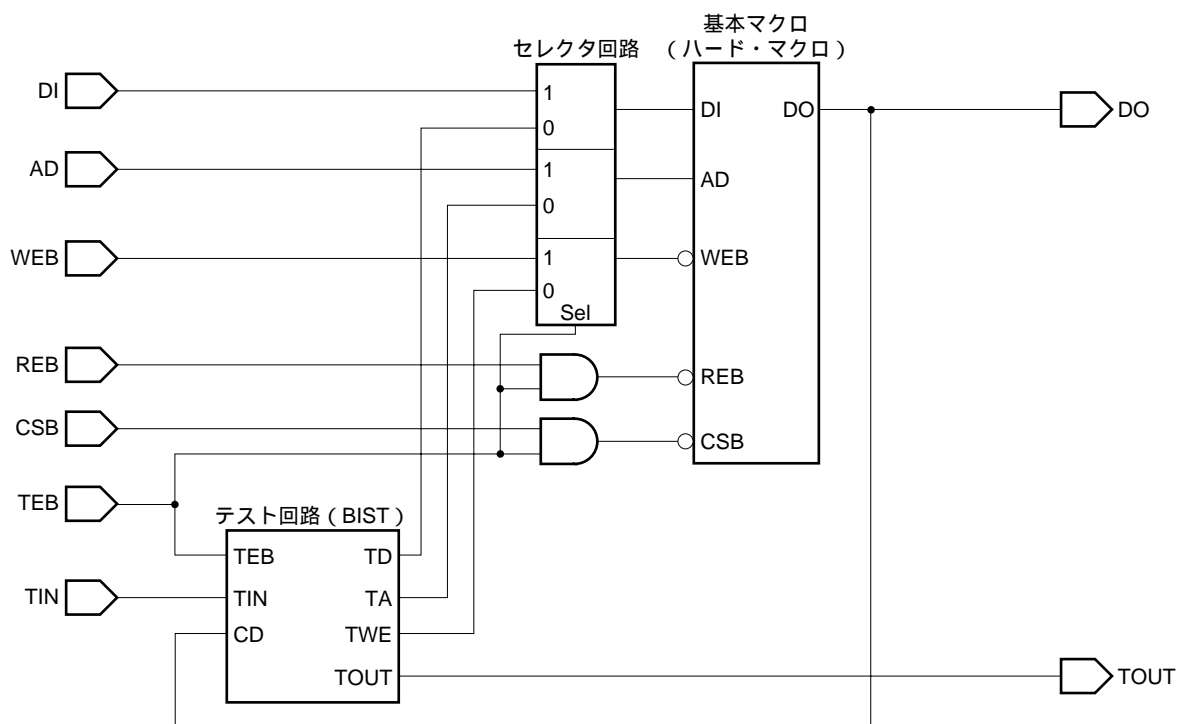 基本マクロ
セレクタ回路
（ハード・マクロ）
DI
1
DI
DO
DO
0
AD
1
AD
0
WEB
1
WEB
0
Sel
REB
REB
CSB
CSB
TEB
テスト回路（BIST）
TEB
TD
TIN
TIN
TA
CD
TWE
TOUT
TOUT